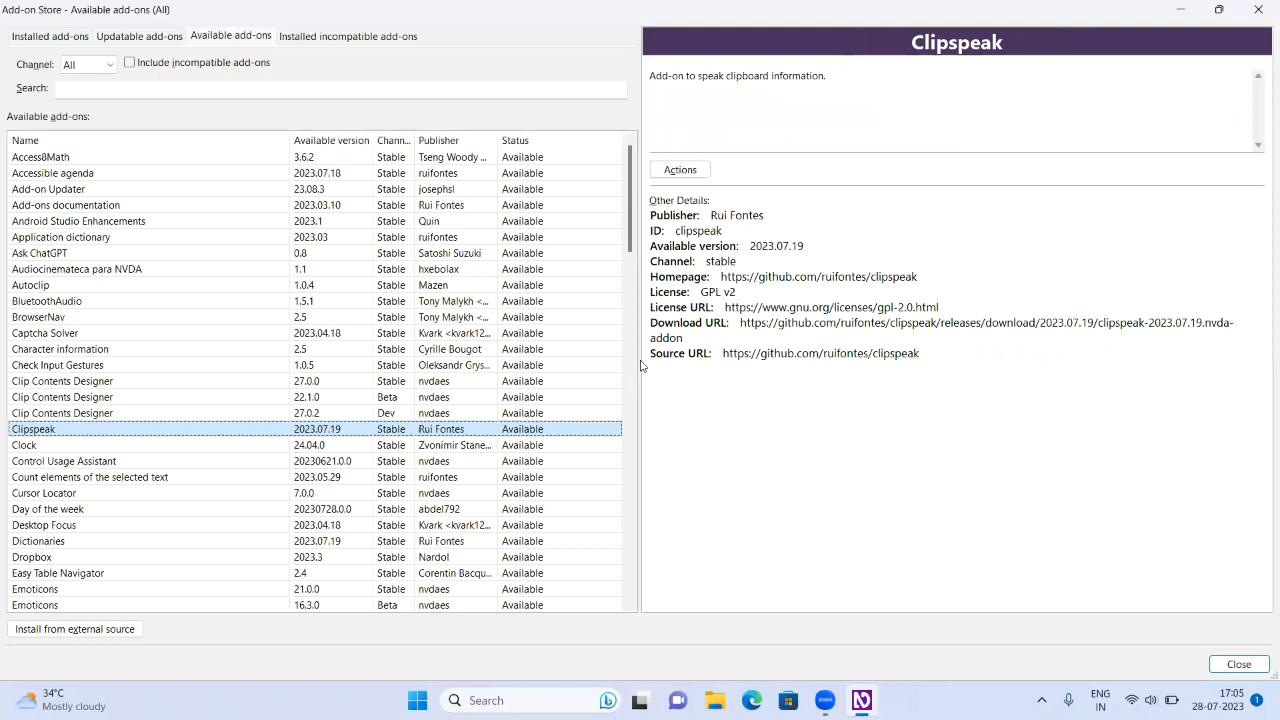 Add-on Store - Available add-ons (All)
Installed add-ons Updatable add-ons Available add-ons Installed incompatible add-ons
Channel: All Include incompatible add-ons
Search:
Available add-ons:
Name Available version Chann... Publisher Status
Access8Math 3.6.2 Stable Tseng Woody ... Available
Accessible agenda 2023.07.18 Stable ruifontes Available
Add-on Updater 23.08.3 Stable josephsl Available
Add-ons documentation 2023.03.10 Stable Rui Fontes Available
Android Studio Enhancements 2023.1 Stable Quin Available
Application dictionary 2023.03 Stable ruifontes Available
Ask ChatGPT 0.8 Stable Satoshi Suzuki Available
Audiocinemateca para NVDA 1.1 Stable hxebolax Available
Autoclip 1.0.4 Stable Mazen Available
BluetoothAudio 1.5.1 Stable Tony Malykh <... Available
BrowserNav 2.5 Stable Tony Malykh <... Available
Captcha Solver 2023.04.18 Stable Kvark <kvark12... Available
Character information 2.5 Stable Cyrille Bougot Available
Check Input Gestures 1.0.5 Stable Oleksandr Grys... Available
Clip Contents Designer 27.0.0 Stable nvdaes Available
Clip Contents Designer 22.1.0 Beta nvdaes Available
Clip Contents Designer 27.0.2 Dev nvdaes Available
Clipspeak 2023.07.19 Stable Rui Fontes Available
Clock 24.04.0 Stable Zvonimir Stane... Available
Control Usage Assistant 20230621.0.0 Stable nvdaes Available
Count elements of the selected text 2023.05.29 Stable ruifontes Available
Cursor Locator 7.0.0 Stable nvdaes Available
Day of the week 20230728.0.0 Stable abdel792 Available
Desktop Focus 2023.04.18 Stable Kvark <kvark12... Available
Dictionaries 2023.07.19 Stable Rui Fontes Available
Dropbox 2023.3 Stable Nardol Available
Easy Table Navigator 2.4 Stable Corentin Bacqu... Available
Emoticons 21.0.0 Stable nvdaes Available
Emoticons 16.3.0 Beta nvdaes Available
Install from external source
Clipspeak
Add-on to speak clipboard information.
Actions
Other Details:
Publisher: Rui Fontes
ID: clipspeak
Available version: 2023.07.19
Channel: stable
Homepage: https://github.com/ruifontes/clipspeak
License: GPL v2
License URL: https://www.gnu.org/licenses/gpl-2.0.html
Download URL: https://github.com/ruifontes/clipspeak/releases/download/2023.07.19/clipspeak-2023.07.19.nvda-
addon
Source URL: https://github.com/ruifontes/clipspeak
Close
34°C
Mostly cloudy
Search
zoom
ENG
IN
17:05
28-07-2023
1